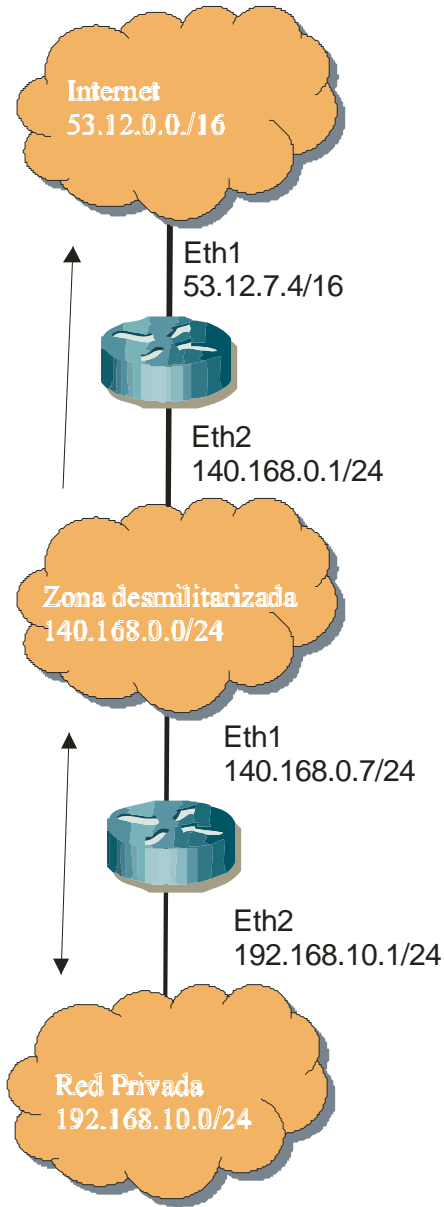 Internet
53.12.0.0./16
Eth1
53.12.7.4/16
Eth2
140.168.0.1/24
Zona desmilitarizada
140.168.0.0/24
Eth1
140.168.0.7/24
Eth2
192.168.10.1/24
Red Privada
192.168.10.0/24